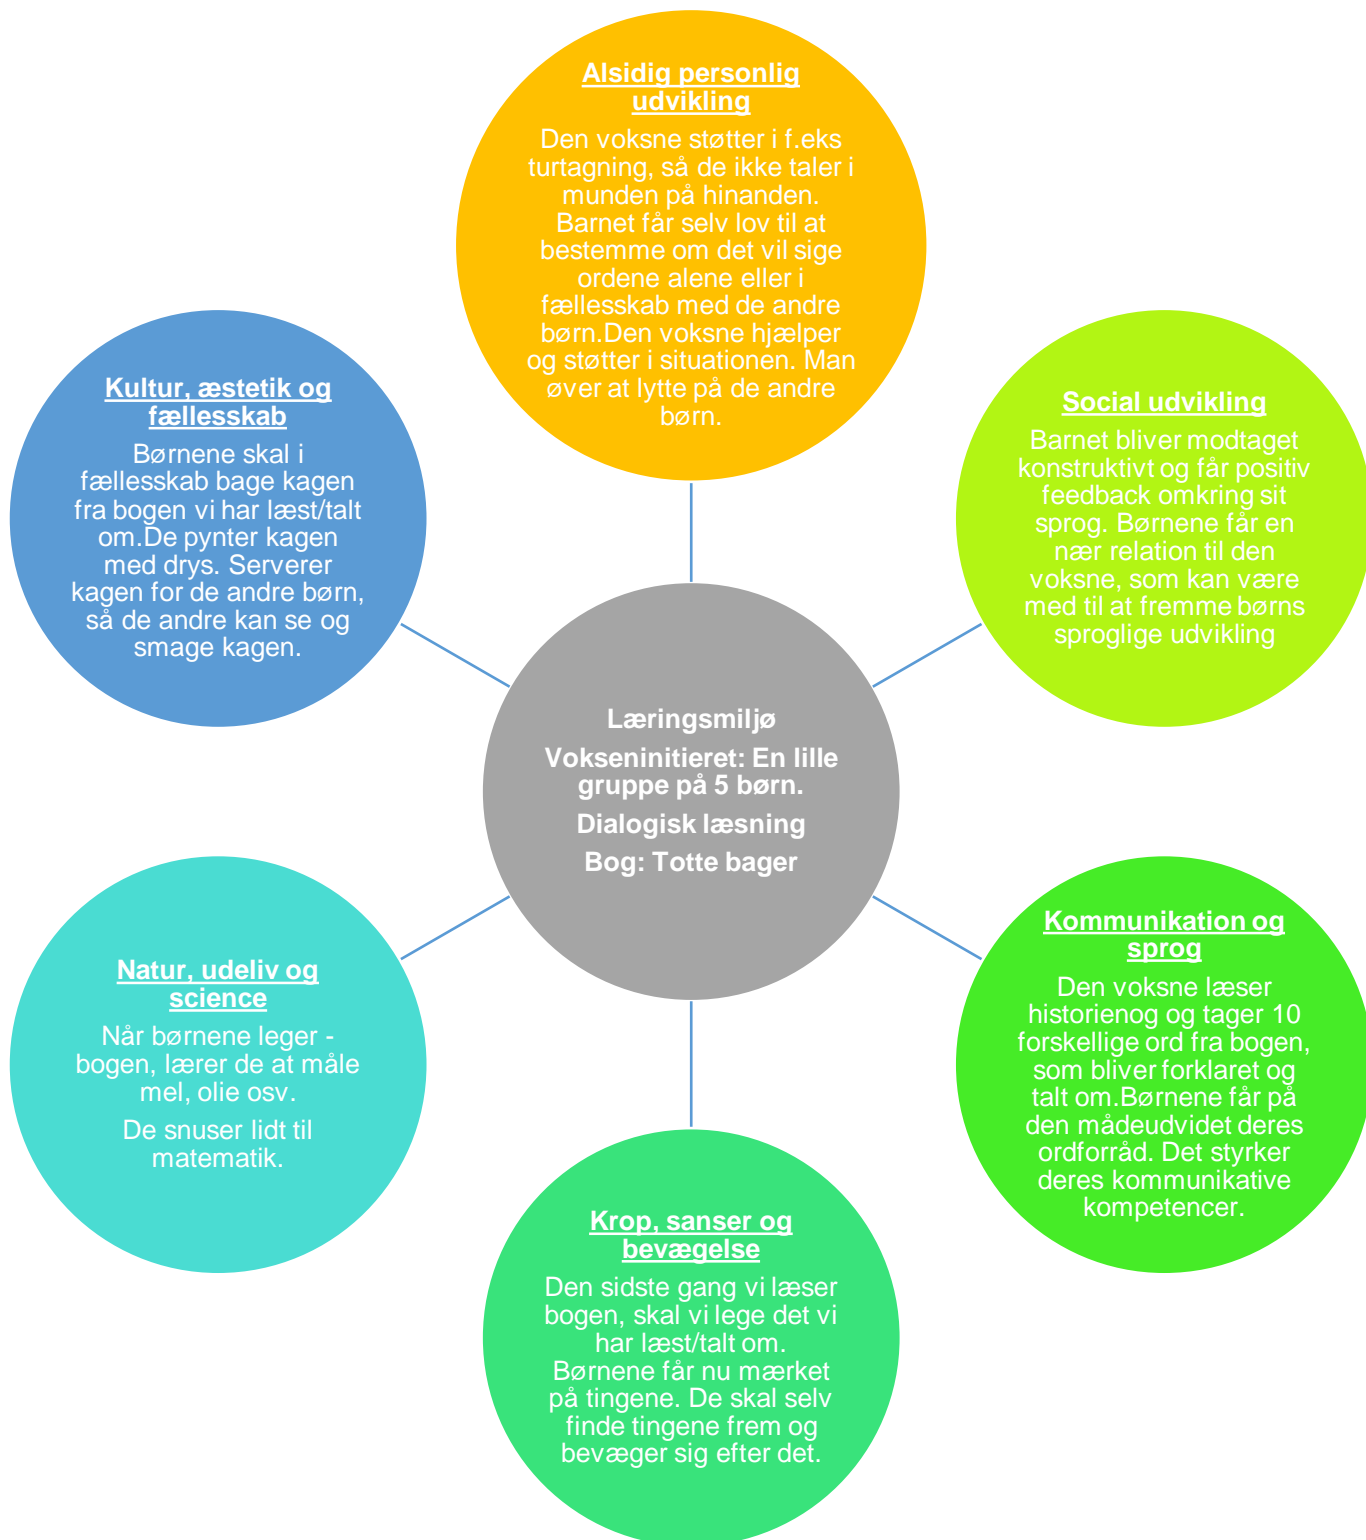 Alsidig personlig
udvikling
Den voksne støtter i f.eks
turtagning, så de ikke taler i
munden på hinanden.
Barnet får selv lov til at
bestemme om det vil sige
ordene alene eller i
fællesskab med de andre
børn.Den voksne hjælper
og støtter i situationen. Man
øver at lytte på de andre
børn.
Social udvikling
Barnet bliver modtaget
konstruktivt og får positiv
feedback omkring sit
sprog. Børnene får en
nær relation til den
voksne, som kan være
med til at fremme børns
sproglige udvikling
Kommunikation og
sprog
Den voksne læser
historienog og tager 10
forskellige ord fra bogen,
som bliver forklaret og
talt om.Børnene får på
den mådeudvidet deres
ordforråd. Det styrker
deres kommunikative
kompetencer.
Krop, sanser og
bevægelse
Den sidste gang vi læser
bogen, skal vi lege det vi
har læst/talt om.
Børnene får nu mærket
på tingene. De skal selv
finde tingene frem og
bevæger sig efter det.
Natur, udeliv og
science
Når børnene leger -
bogen, lærer de at måle
mel, olie osv.
De snuser lidt til
matematik.
Kultur, æstetik og
fællesskab
Børnene skal i
fællesskab bage kagen
fra bogen vi har læst/talt
om.De pynter kagen
med drys. Serverer
kagen for de andre børn,
så de andre kan se og
smage kagen.
Læringsmiljø
Vokseninitieret: En lille
gruppe på 5 børn.
Dialogisk læsning
Bog: Totte bager